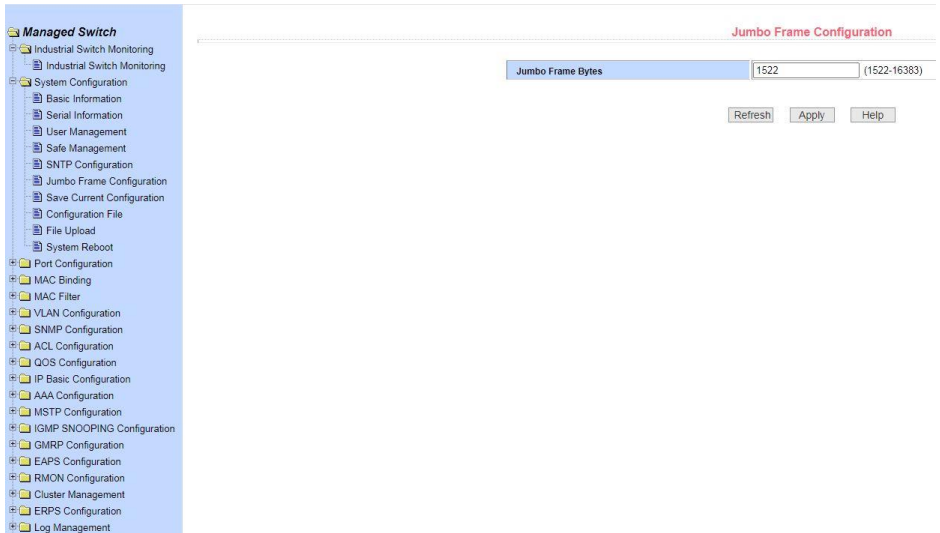 Managed Switch
Industrial Switch Monitoring
Industrial Switch Monitoring
System Configuration
Basic Information
Serial Information
User Management
Safe Management
SNTP Configuration
Jumbo Frame Configuration
Save Current Configuration
Configuration File
File Upload
System Reboot
Port Configuration
MAC Binding
MAC Filter
VLAN Configuration
SNMP Configuration
ACL Configuration
QOS Configuration
IP Basic Configuration
AAA Configuration
MSTP Configuration
IGMP SNOOPING Configuration
GMRP Configuration
EAPS Configuration
RMON Configuration
Cluster Management
ERPS Configuration
Log Management
Jumbo Frame Configuration
Jumbo Frame Bytes 1522 (1522-16383)
Refresh Apply Help